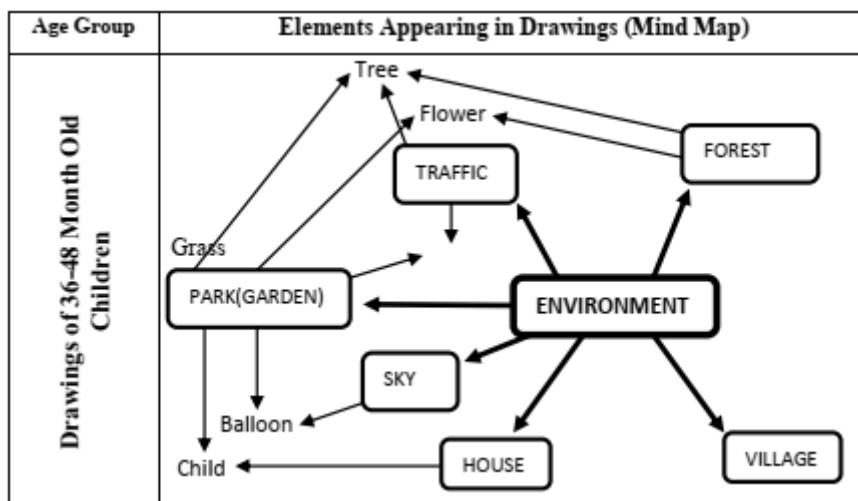 Age Group
Elements Appearing in Drawings (Mind Map)
Drawings of 36-48 Month Old
Children
Tree
Flower
FOREST
TRAFFIC
Grass
PARK(GARDEN)
ENVIRONMENT
SKY
Balloon
Child
HOUSE
VILLAGE